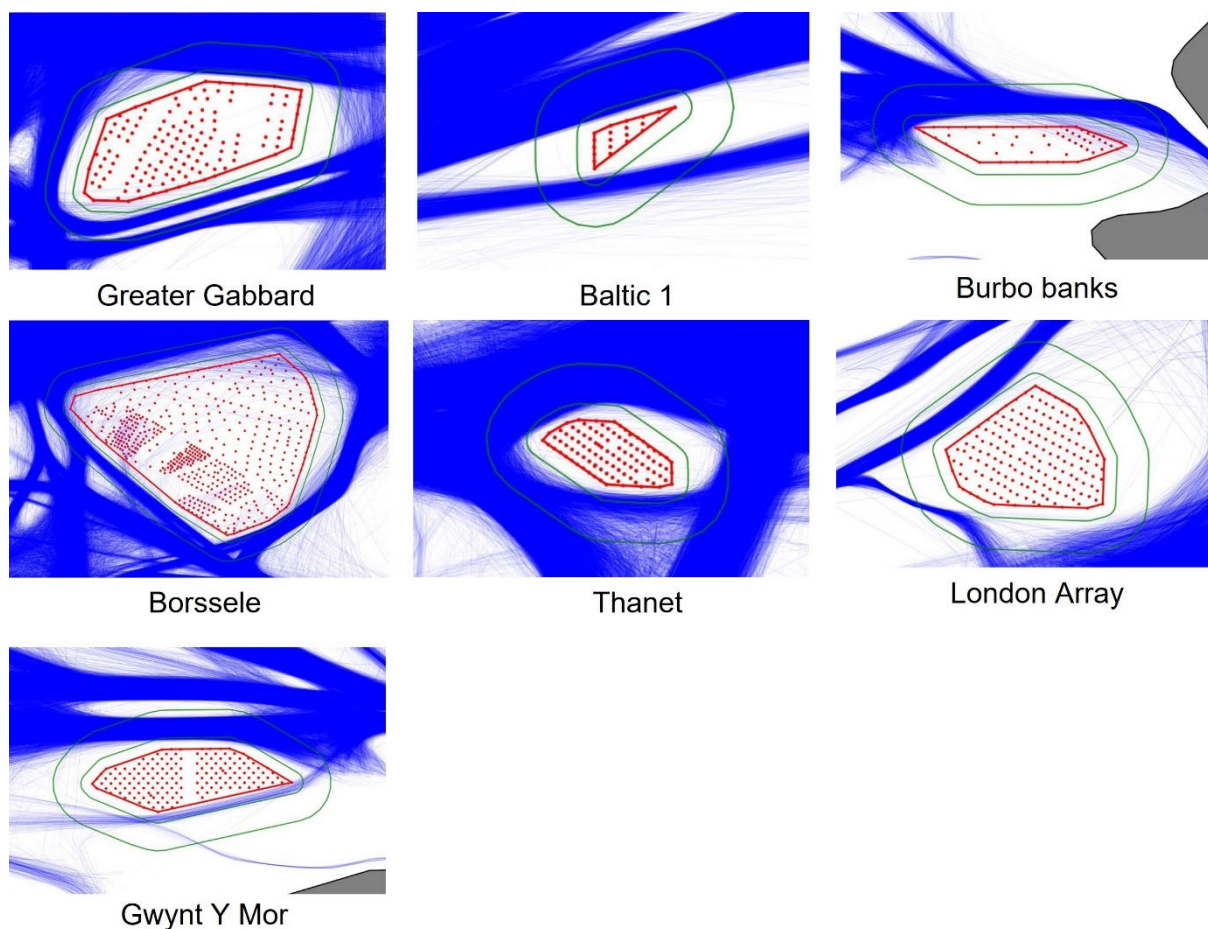 Greater Gabbard
Baltic 1
Burbo banks
Borssele
Thanet
London Array
Gwynt Y Mor